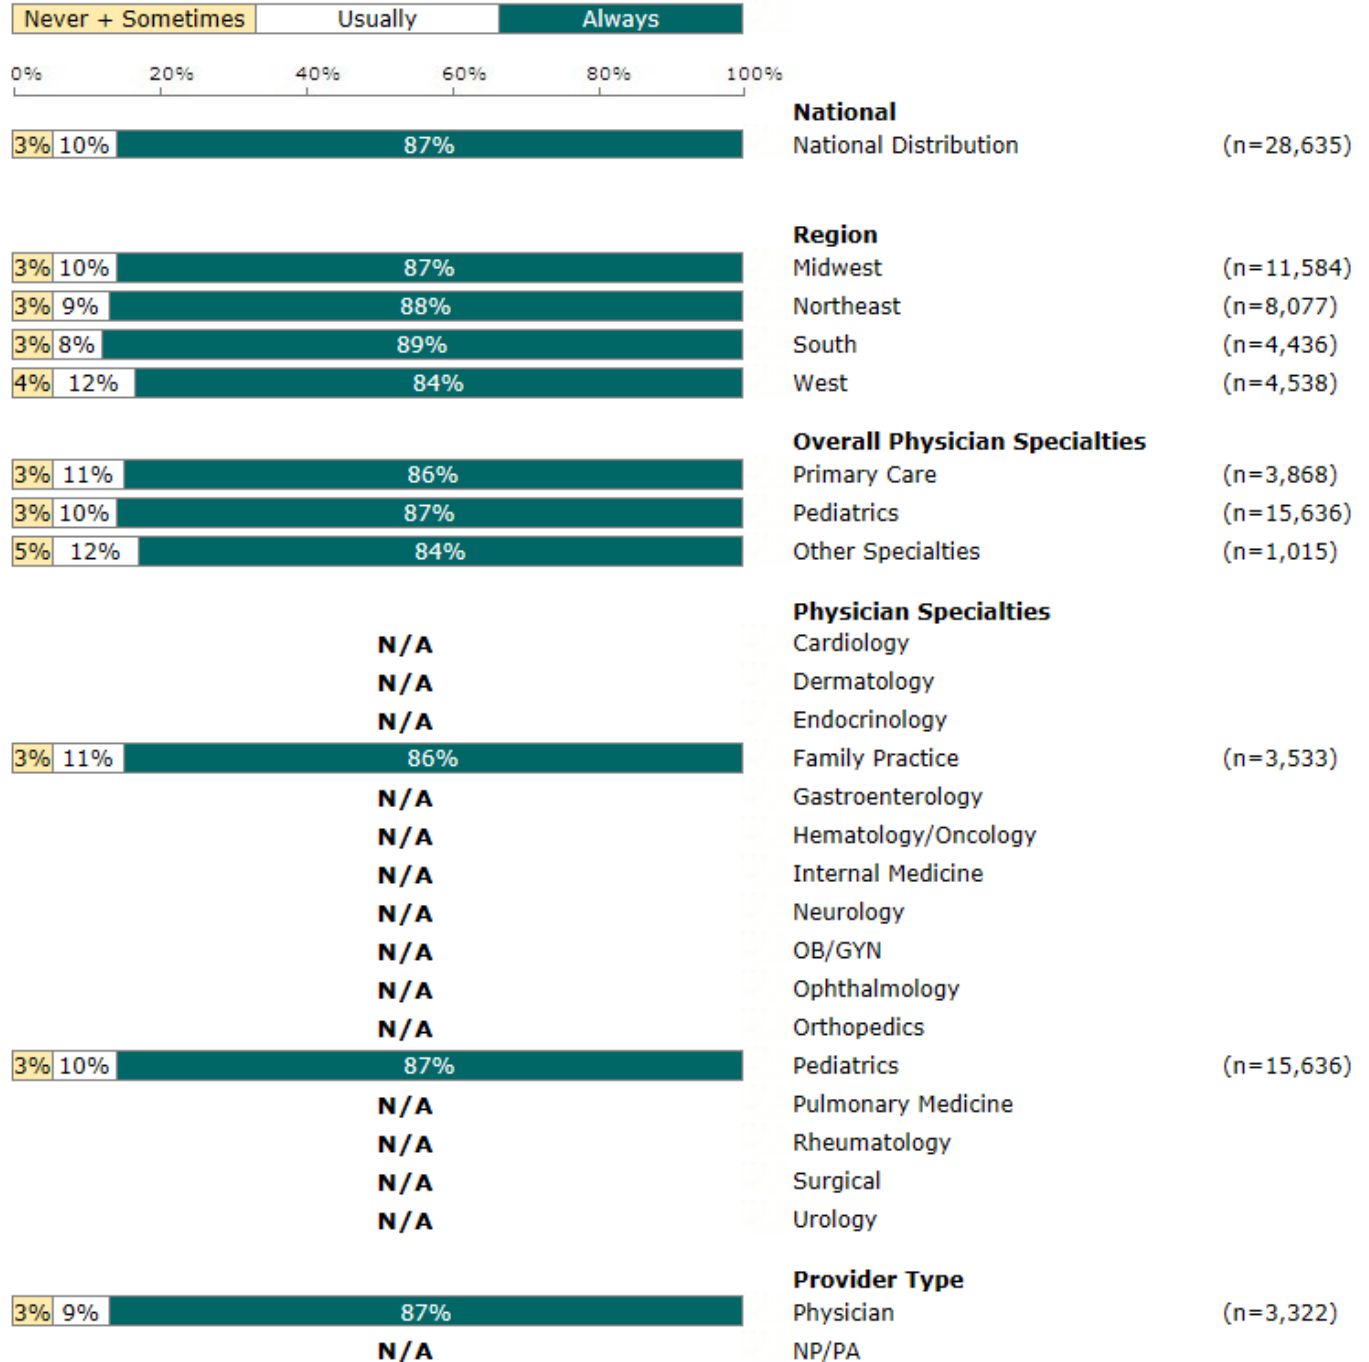 Never + Sometimes Usually Always
0% 20% 40% 60% 80% 100%
National
3% 10% 87% National Distribution (n=28,635)
Region
3% 10% 87% Midwest (n=11,584)
3% 9% 88% Northeast (n=8,077)
3% 8% 89% South (n=4,436)
4% 12% 84% West (n=4,538)
Overall Physician Specialties
3% 11% 86% Primary Care (n=3,868)
3% 10% 87% Pediatrics (n=15,636)
5% 12% 84% Other Specialties (n=1,015)
Physician Specialties
N/A Cardiology
N/A Dermatology
N/A Endocrinology
3% 11% 86% Family Practice (n=3,533)
N/A Gastroenterology
N/A Hematology/Oncology
N/A Internal Medicine
N/A Neurology
N/A OB/GYN
N/A Ophthalmology
N/A Orthopedics
3% 10% 87% Pediatrics (n=15,636)
N/A Pulmonary Medicine
N/A Rheumatology
N/A Surgical
N/A Urology
Provider Type
3% 9% 87% Physician (n=3,322)
N/A NP/PA